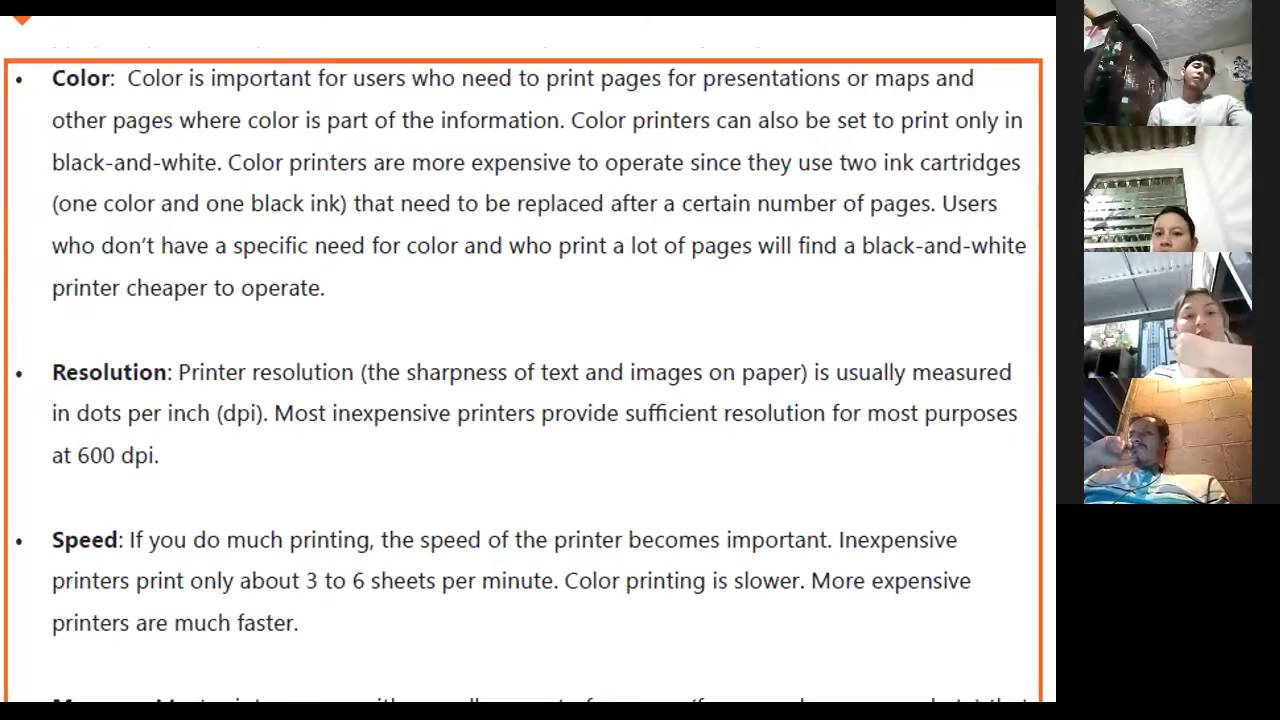 • Color:  Color is important for users who need to print pages for presentations or maps and
other pages where color is part of the information. Color printers can also be set to print only in
black-and-white. Color printers are more expensive to operate since they use two ink cartridges
(one color and one black ink) that need to be replaced after a certain number of pages. Users
who don’t have a specific need for color and who print a lot of pages will find a black-and-white
printer cheaper to operate.
• Resolution: Printer resolution (the sharpness of text and images on paper) is usually measured
in dots per inch (dpi). Most inexpensive printers provide sufficient resolution for most purposes
at 600 dpi.
• Speed: If you do much printing, the speed of the printer becomes important. Inexpensive
printers print only about 3 to 6 sheets per minute. Color printing is slower. More expensive
printers are much faster.